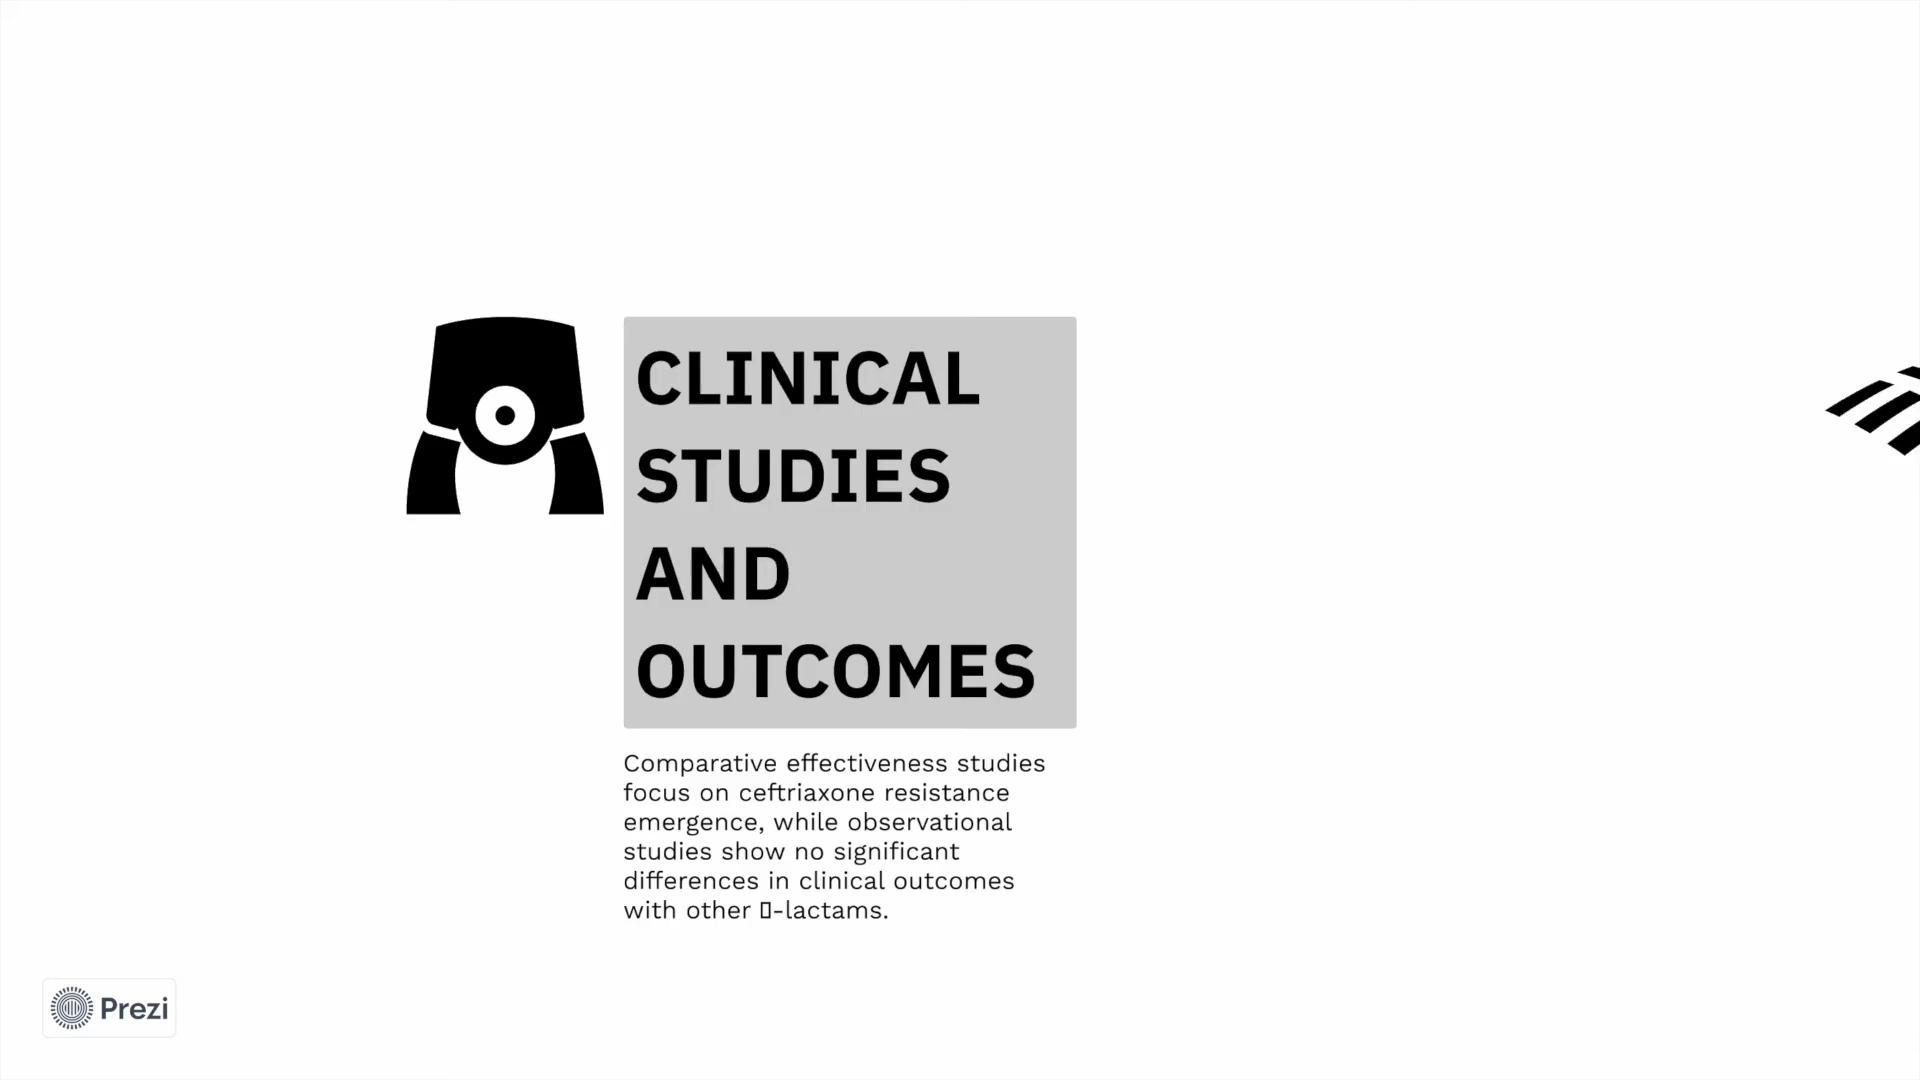 CLINICAL
STUDIES
AND
OUTCOMES
Comparative effectiveness studies
focus on ceftriaxone resistance
emergence, while observational
studies show no significant
differences in clinical outcomes
with other ▯-lactams.
Prezi